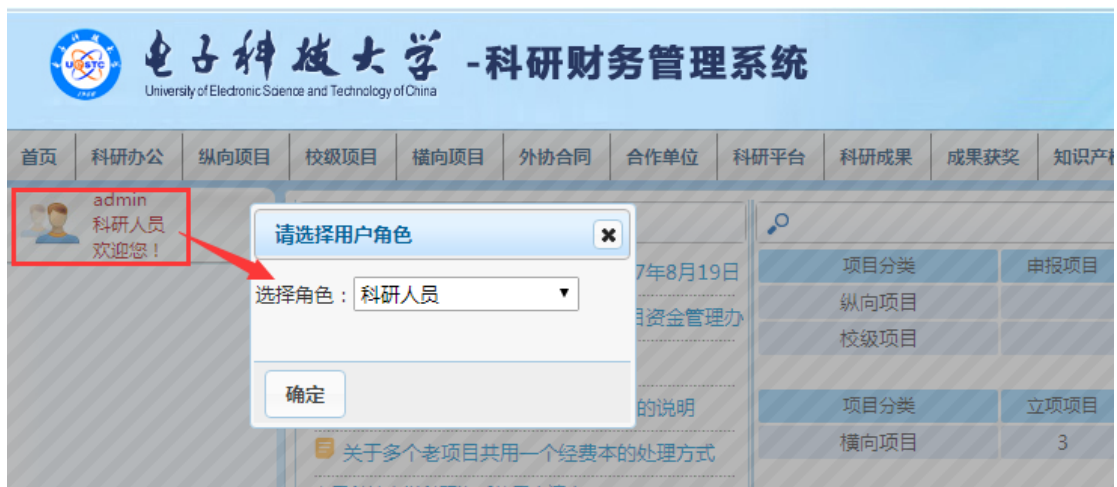 电子科技大学 -科研财务管理系统
University of Electronic Science and Technology of China
首页 科研办公 纵向项目 校级项目 横向项目 外协合同 合作单位 科研平台 科研成果 成果获奖 知识产权
admin
科研人员
欢迎您！
请选择用户角色
选择角色： 科研人员
确定
7年8月19日
目资金管理办
的说明
关于多个老项目共用一个经费本的处理方式
项目分类 申报项目
纵向项目
校级项目
项目分类 立项项目
横向项目 3